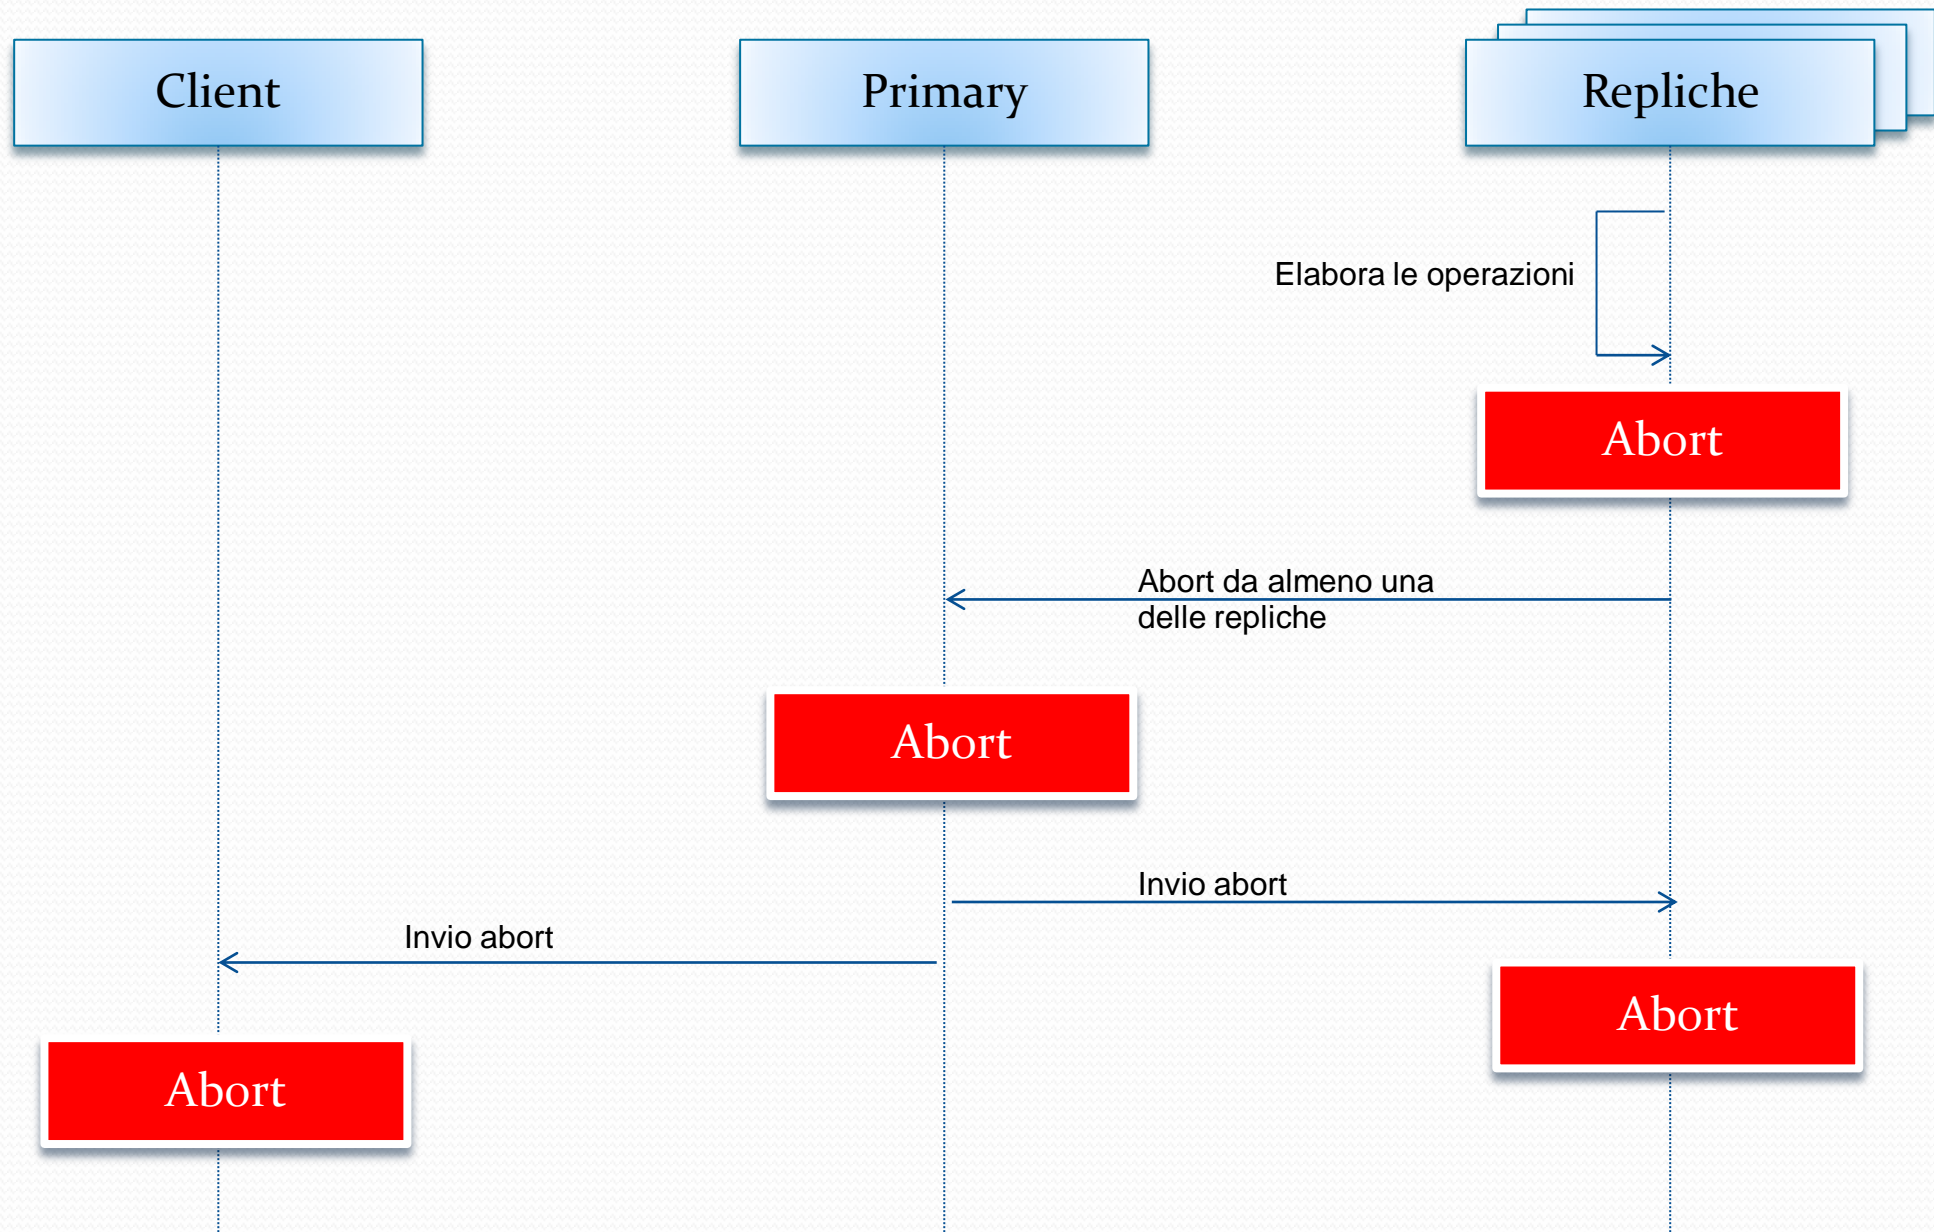 Client
Primary
Repliche
Elabora le operazioni
Abort
Abort da almeno una
delle repliche
Abort
Invio abort
Invio abort
Abort
Abort